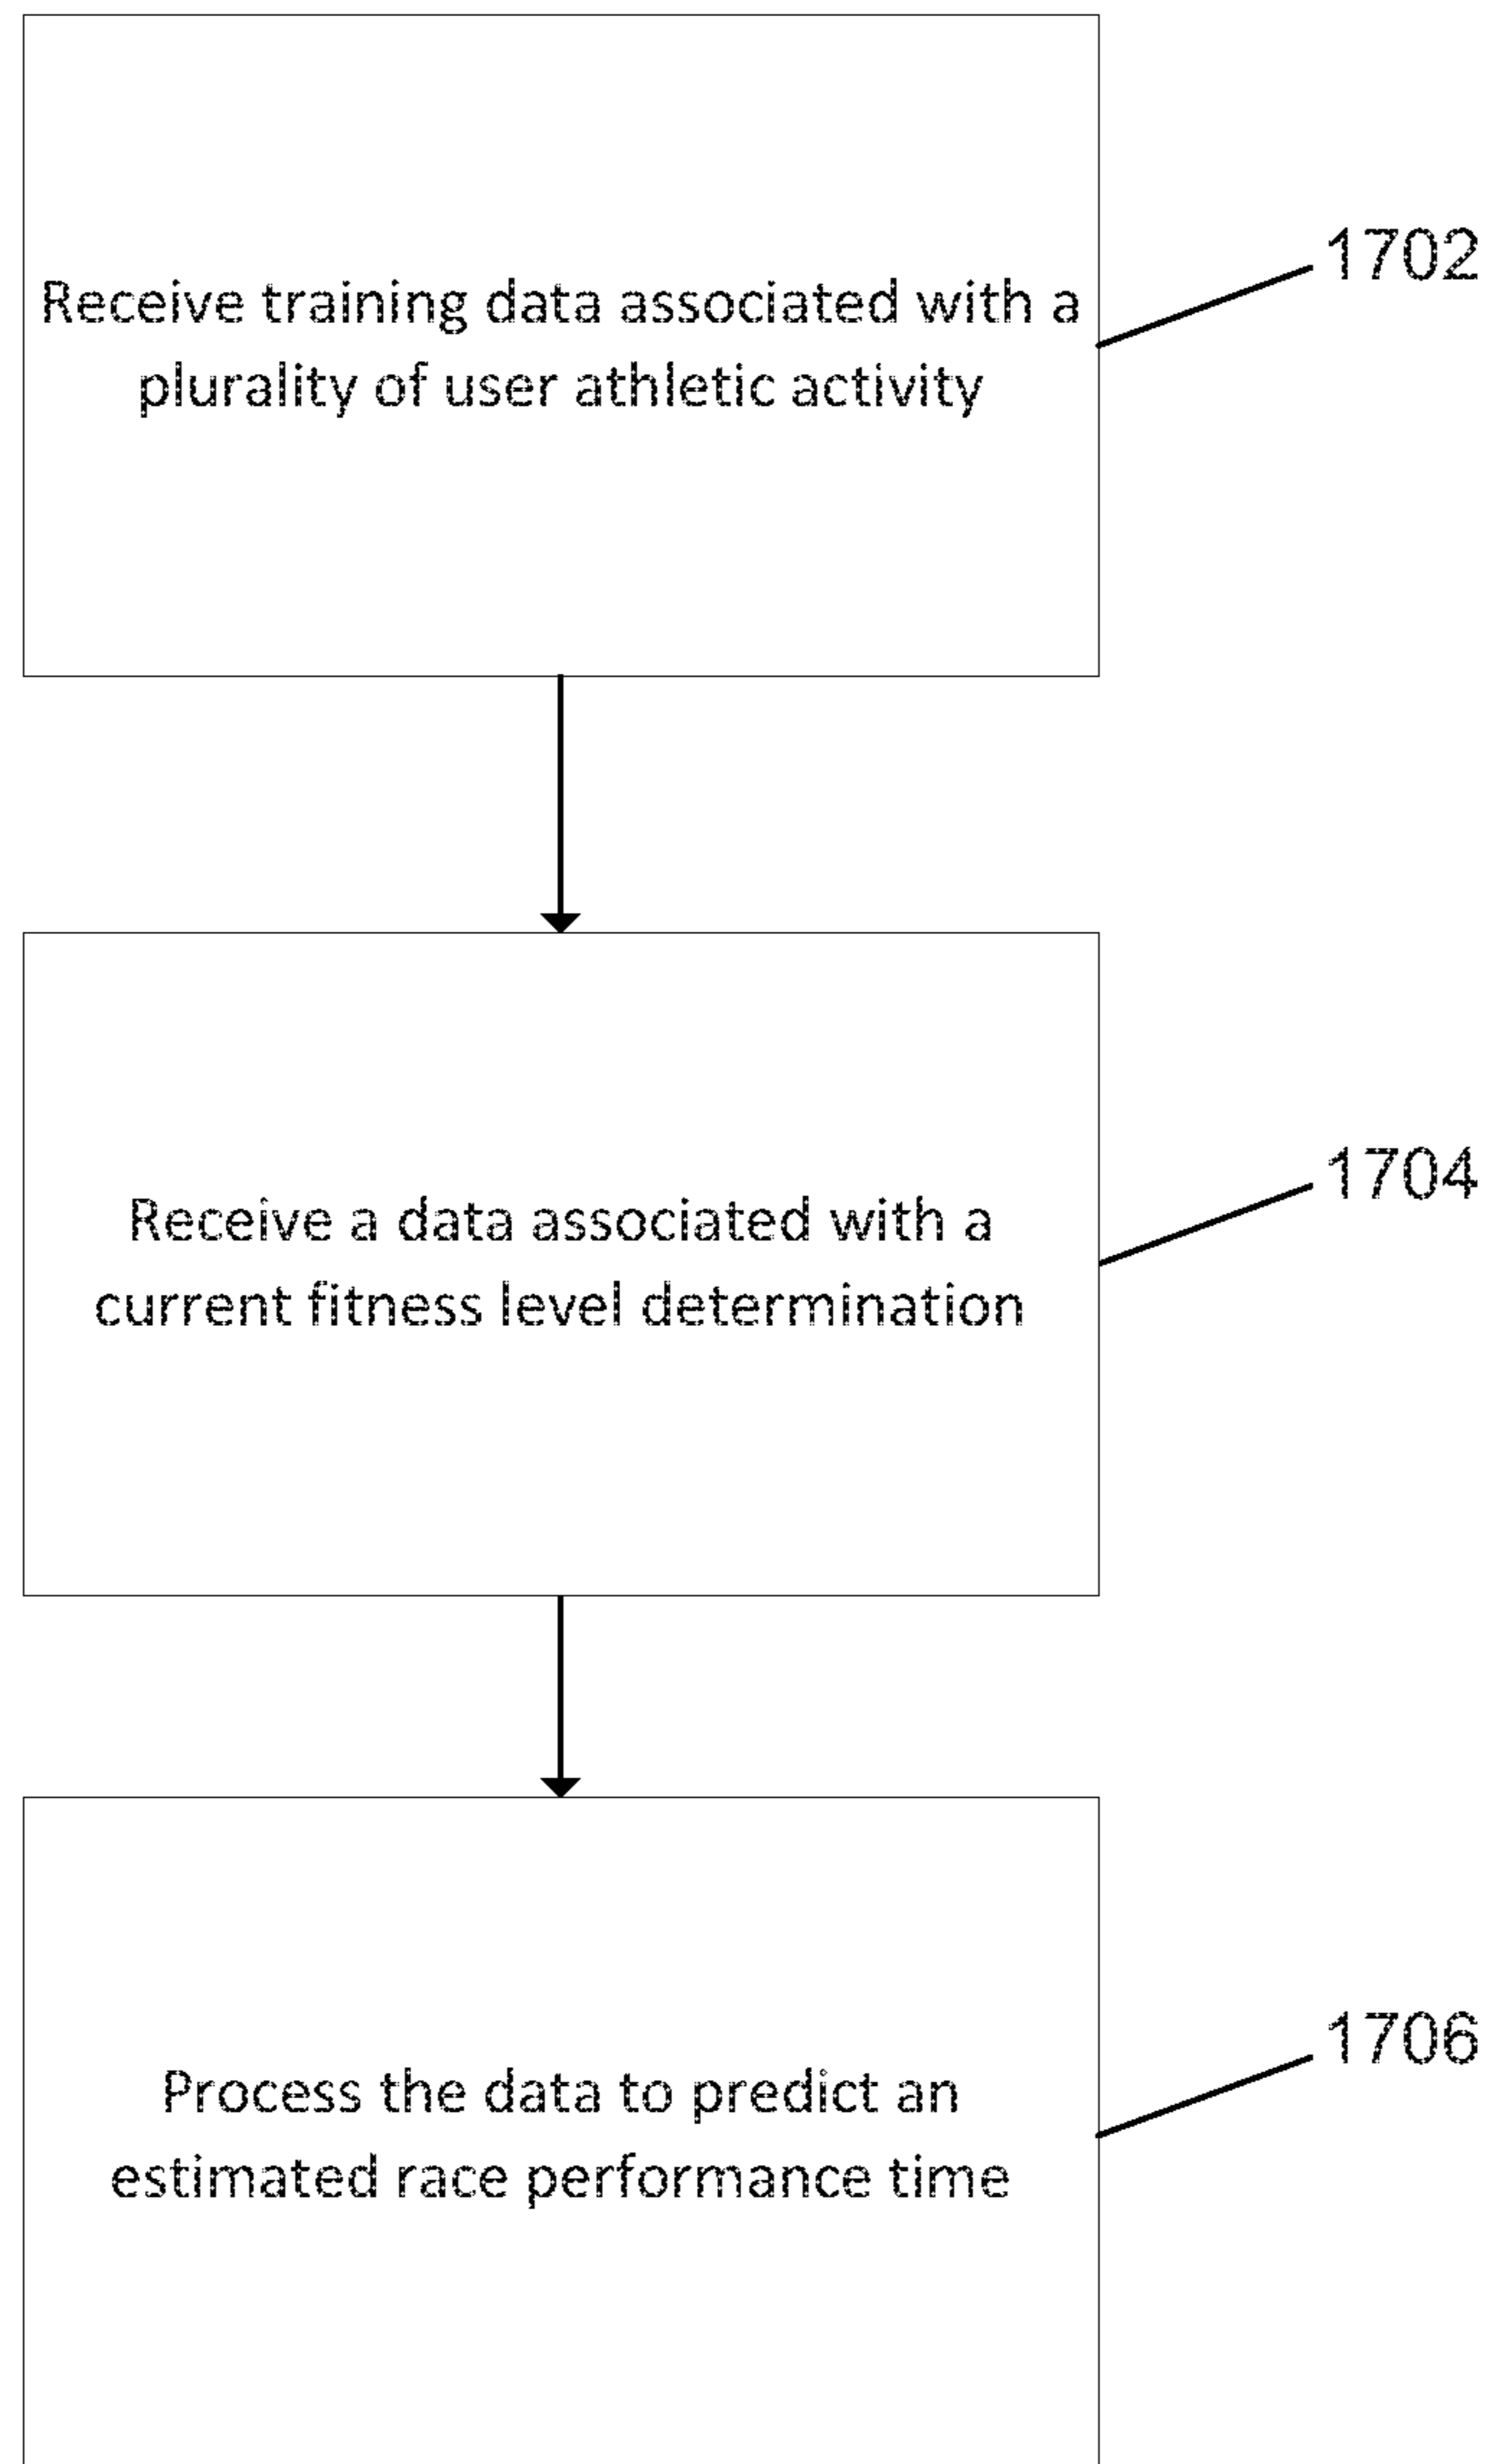 Receive training data associated with a
plurality of user athletic activity
1702
Receive a data associated with a
current fitness level determination
1704
Process the data to predict an
estimated race performance time
1706